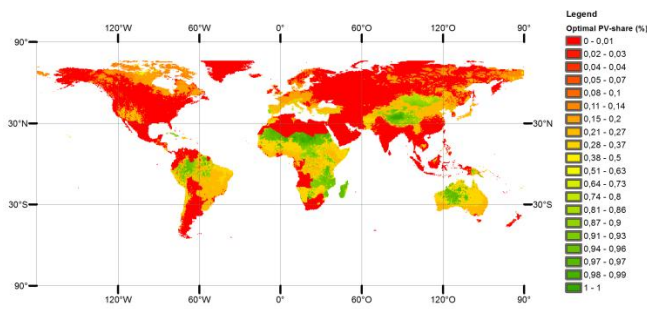 Legend
Optimal PV-share (%)
0 - 0,01
0,02 - 0,03
0,04 - 0,04
0,05 - 0,07
0,08 - 0,1
0,11 - 0,14
0,15 - 0,2
0,21 - 0,27
0,28 - 0,37
0,38 - 0,5
0,51 - 0,63
0,64 - 0,73
0,74 - 0,8
0,81 - 0,86
0,87 - 0,9
0,91 - 0,93
0,94 - 0,96
0,97 - 0,97
0,98 - 0,99
1 - 1
120°W 60°W 0° 60°O 120°O
90° 90°
30°N 30°N
30°S 30°S
90° 90°
120°W 60°W 0° 60°O 120°O